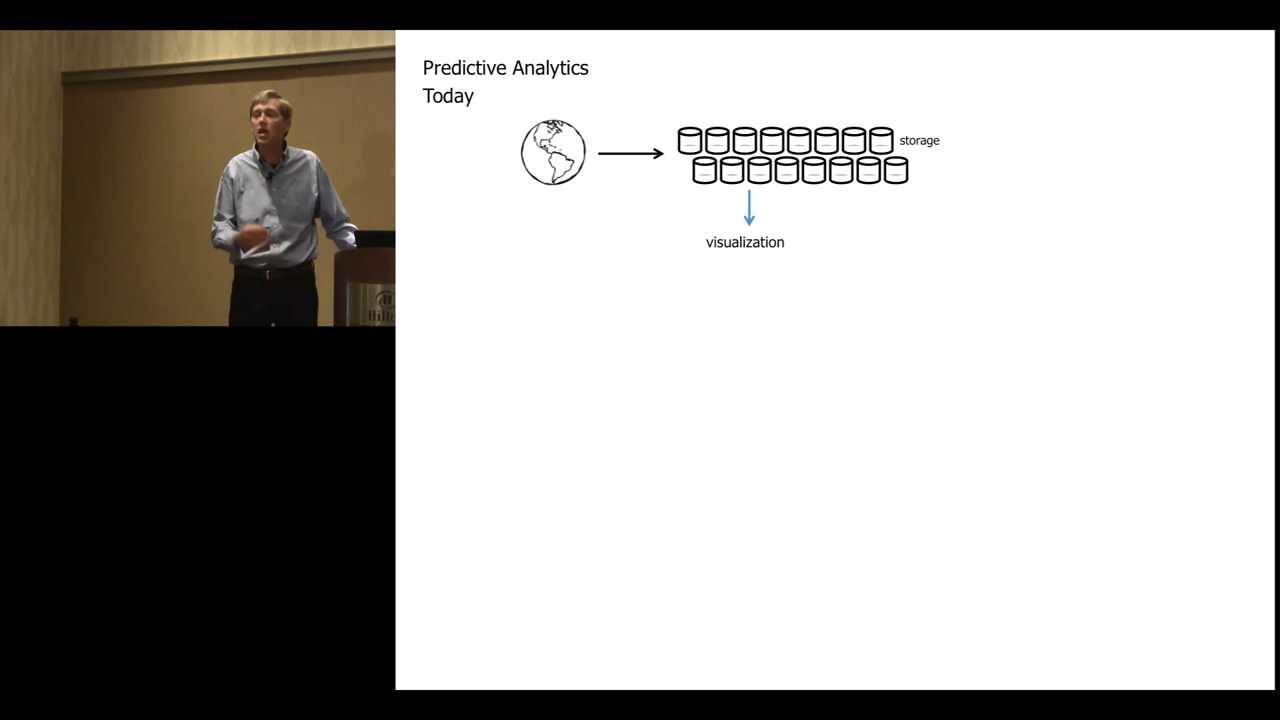 Predictive Analytics
Today
storage
visualization